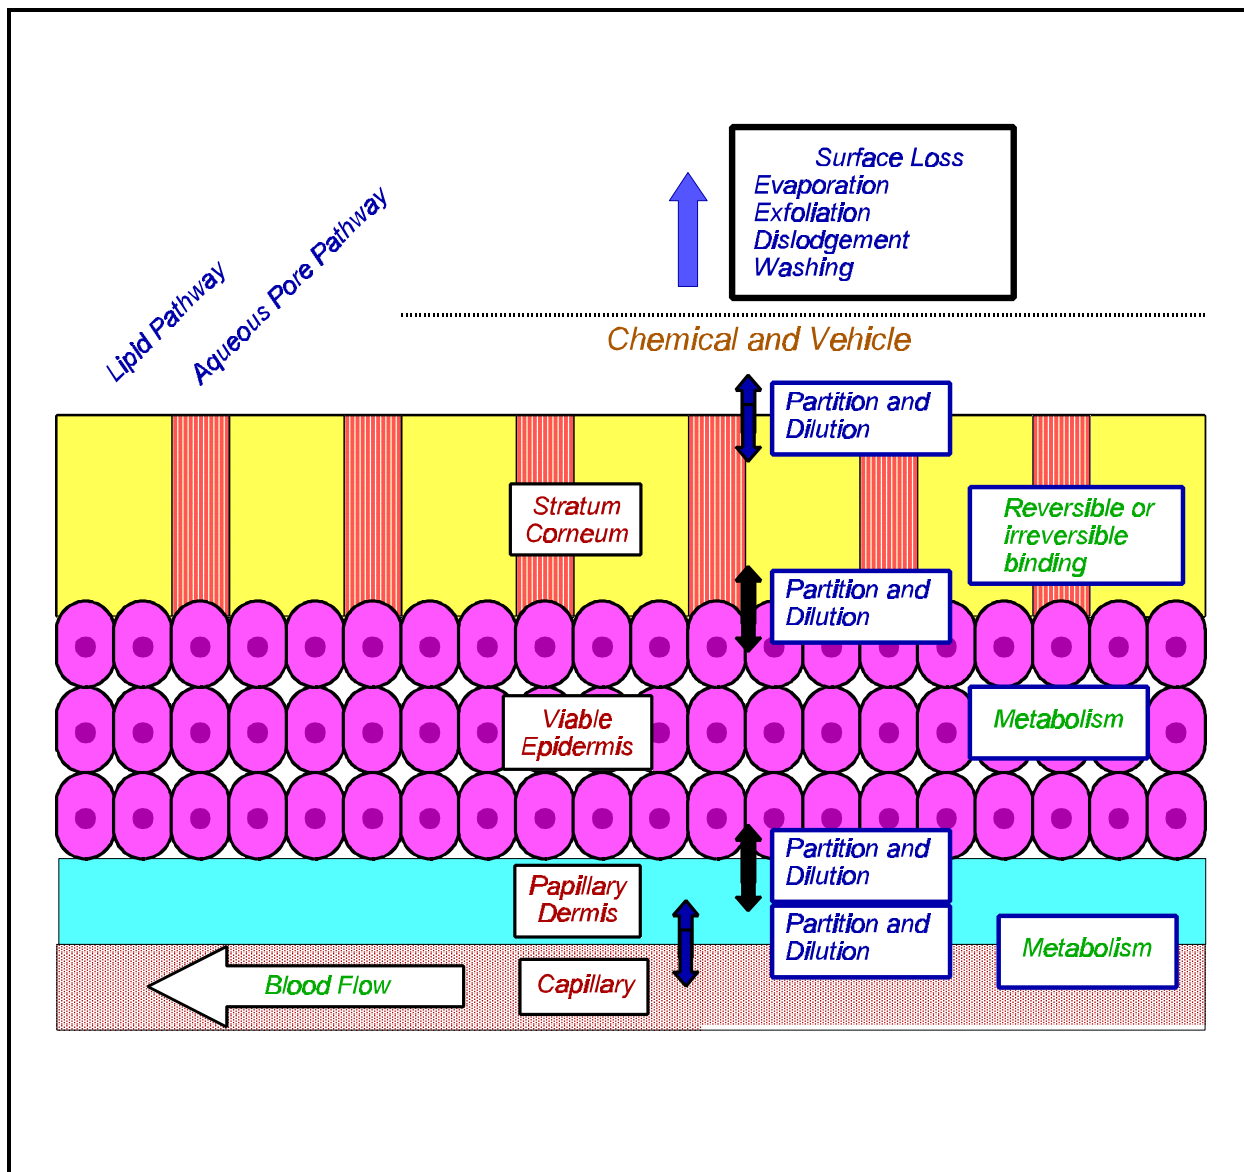 Surface Loss
Evaporation
Exfoliation
Dislodgement
Washing
Lipid Pathway
Aqueous Pore Pathway
Chemical and Vehicle
Partition and
Dilution
Stratum
Corneum
Reversible or
irreversible
binding
Partition and
Dilution
Viable
Epidermis
Metabolism
Partition and
Dilution
Papillary
Dermis
Partition and
Dilution
Metabolism
Blood Flow
Capillary